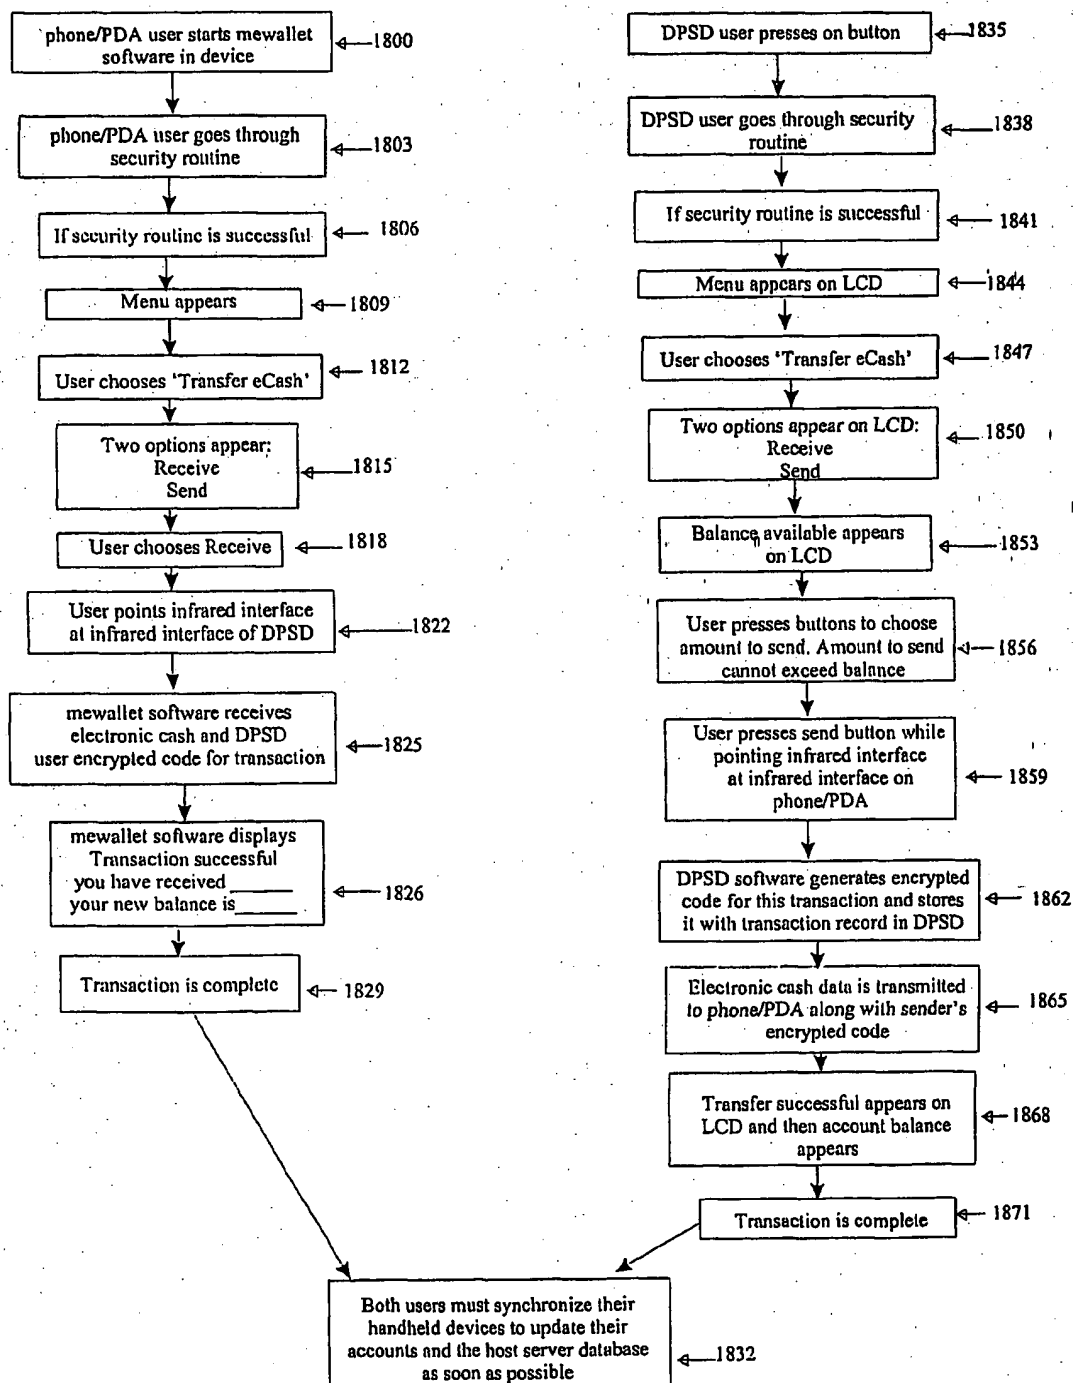 phone/PDA user starts mewallet
software in device
1800
phone/PDA user goes through
security routine
1803
If security routine is successful
1806
Menu appears
1809
User chooses 'Transfer eCash'
1812
Two options appear:
Receive
Send
1815
User chooses Receive
1818
User points infrared interface
at infrared interface of DPSD
1822
mewallet software receives
electronic cash and DPSD
user encrypted code for transaction
1825
mewallet software displays
Transaction successful
you have received ______
your new balance is______
1826
Transaction is complete
1829
DPSD user presses on button
1835
DPSD user goes through security
routine
1838
If security routine is successful
1841
Menu appears on LCD
1844
User chooses 'Transfer eCash'
1847
Two options appear on LCD:
Receive
Send
1850
Balance available appears
on LCD
1853
User presses buttons to choose
amount to send. Amount to send
cannot exceed balance
1856
User presses send button while
pointing infrared interface
at infrared interface on
phone/PDA
1859
DPSD software generates encrypted
code for this transaction and stores
it with transaction record in DPSD
1862
Electronic cash data is transmitted
to phone/PDA along with sender's
encrypted code
1865
Transfer successful appears on
LCD and then account balance
appears
1868
Transaction is complete
1871
Both users must synchronize their
handheld devices to update their
accounts and the host server database
as soon as possible
1832